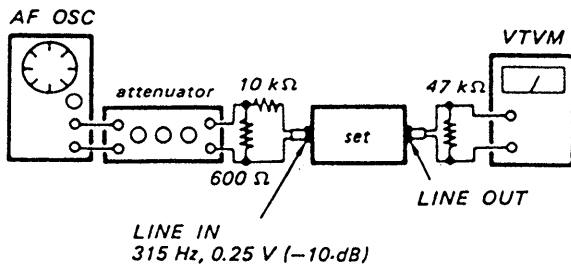 AF OSC
VTVM
attenuator
10 kΩ
47 kΩ
set
600 Ω
LINE OUT
LINE IN
315 Hz, 0.25 V (−10·dB)